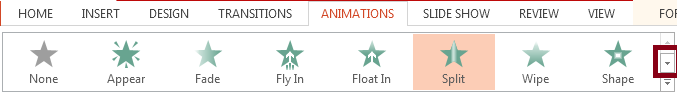 HOME INSERT DESIGN TRANSITIONS ANIMATIONS SLIDE SHOW REVIEW VIEW FOR
None Appear Fade Fly In Float In Split Wipe Shape